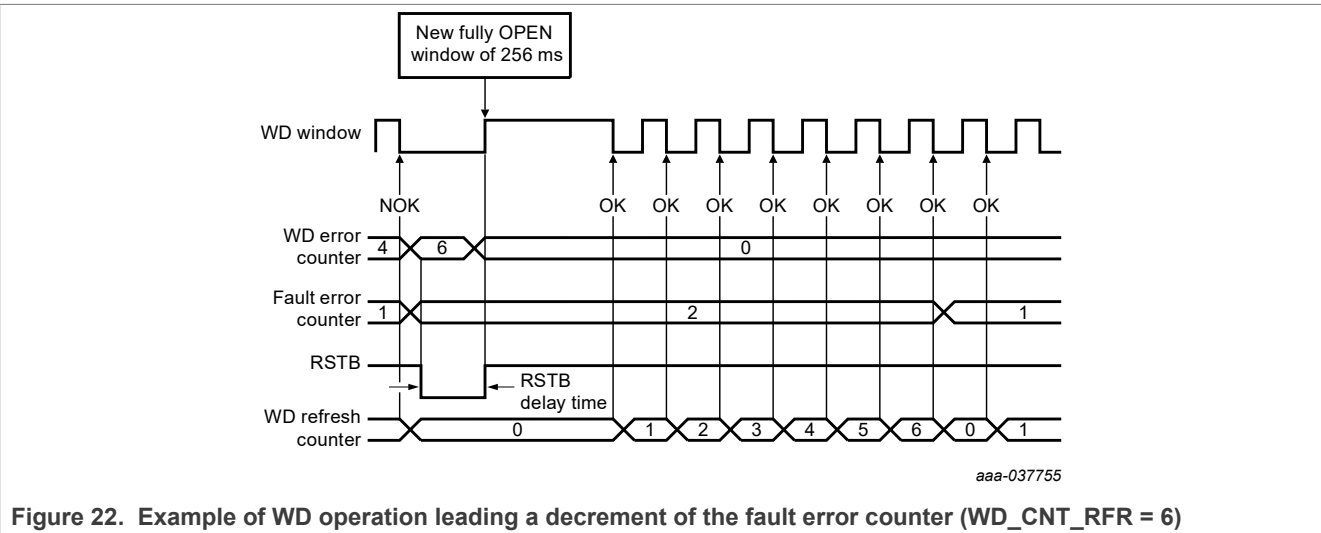 New fully OPEN
window of 256 ms
WD window
NOK OK OK OK OK OK OK OK OK
WD error
counter
4 6 0
Fault error
counter
1 2 1
RSTB
RSTB
delay time
WD refresh
counter
0 1 2 3 4 5 6 0 1
aaa-037755
Figure 22. Example of WD operation leading a decrement of the fault error counter (WD_CNT_RFR = 6)